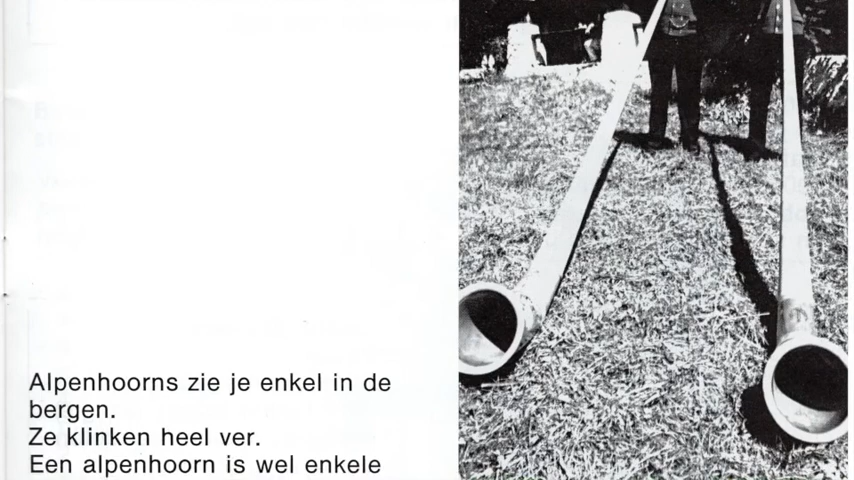 Alpenhoorns zie je enkel in de
bergen.
Ze klinken heel ver.
Een alpenhoorn is wel enkele